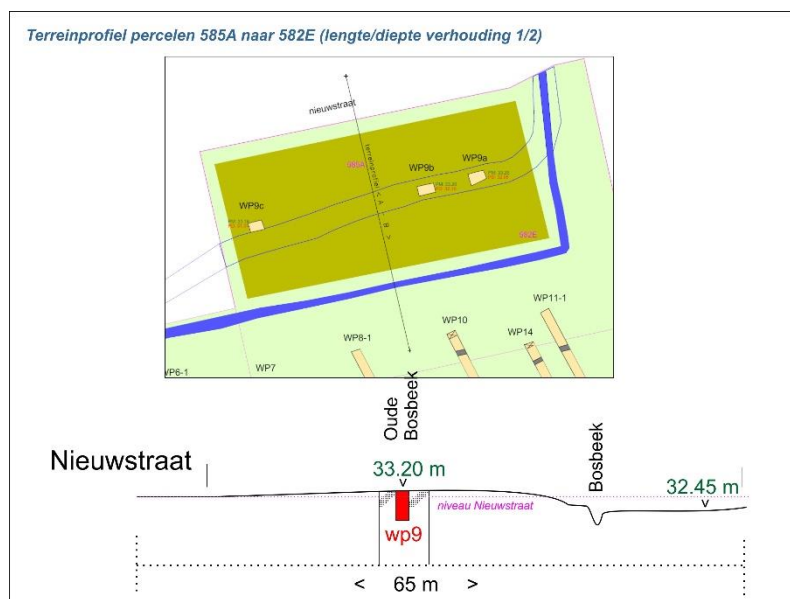 Terreinprofiel percelen 585A naar 582E (lengte/diepte verhouding 1/2)
nieuwstraat
585A
WP9b
WP9a
WP9c
582E
WP11-1
WP10
WP8-1
WP14
WP7
WP6-1
Oude
Bosbeek
Bosbeek
Nieuwstraat
33.20 m
32.45 m
niveau Nieuwstraat
wp9
< 65 m >